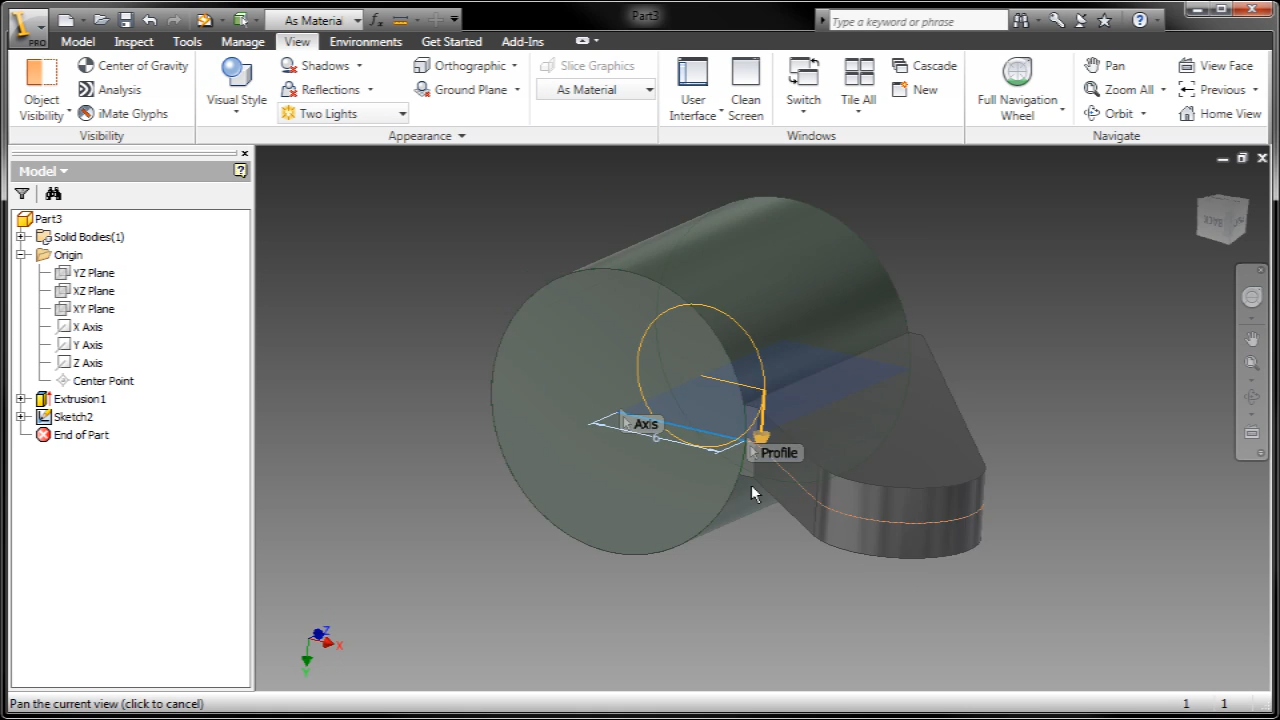 PRO
As Material
Part3
Type a keyword or phrase
Model Inspect Tools Manage View Environments Get Started Add-Ins
Object Visibility
Center of Gravity
Analysis
iMate Glyphs
Visibility
Visual Style
Shadows
Reflections
Two Lights
Orthographic
Ground Plane
Appearance
Slice Graphics
As Material
User Interface
Clean Screen
Switch
Tile All
Cascade
New
Windows
Full Navigation Wheel
Pan
Zoom All
Orbit
View Face
Previous
Home View
Navigate
Model
Part3
Solid Bodies(1)
Origin
YZ Plane
XZ Plane
XY Plane
X Axis
Y Axis
Z Axis
Center Point
Extrusion1
Sketch2
End of Part
Axis
6
Profile
BACK
Z
X
Y
Pan the current view (click to cancel)
1 1